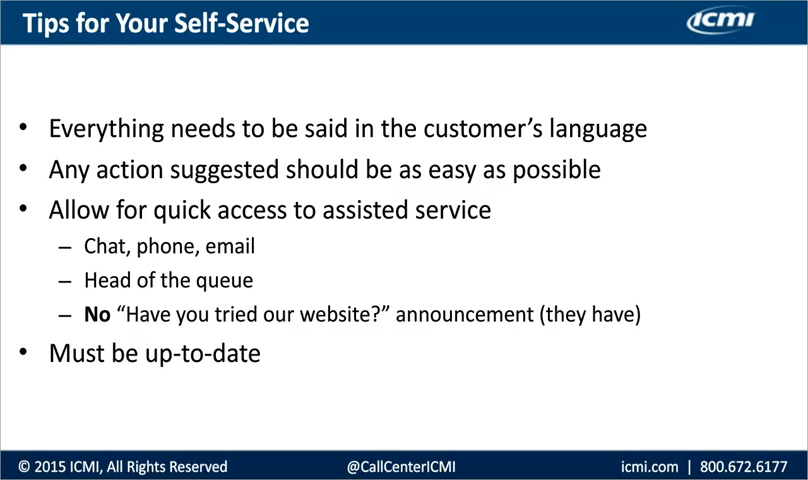 Tips for Your Self-Service
ICMI
• Everything needs to be said in the customer’s language
• Any action suggested should be as easy as possible
• Allow for quick access to assisted service
– Chat, phone, email
– Head of the queue
– No “Have you tried our website?” announcement (they have)
• Must be up-to-date
© 2015 ICMI, All Rights Reserved
@CallCenterICMI
icmi.com | 800.672.6177